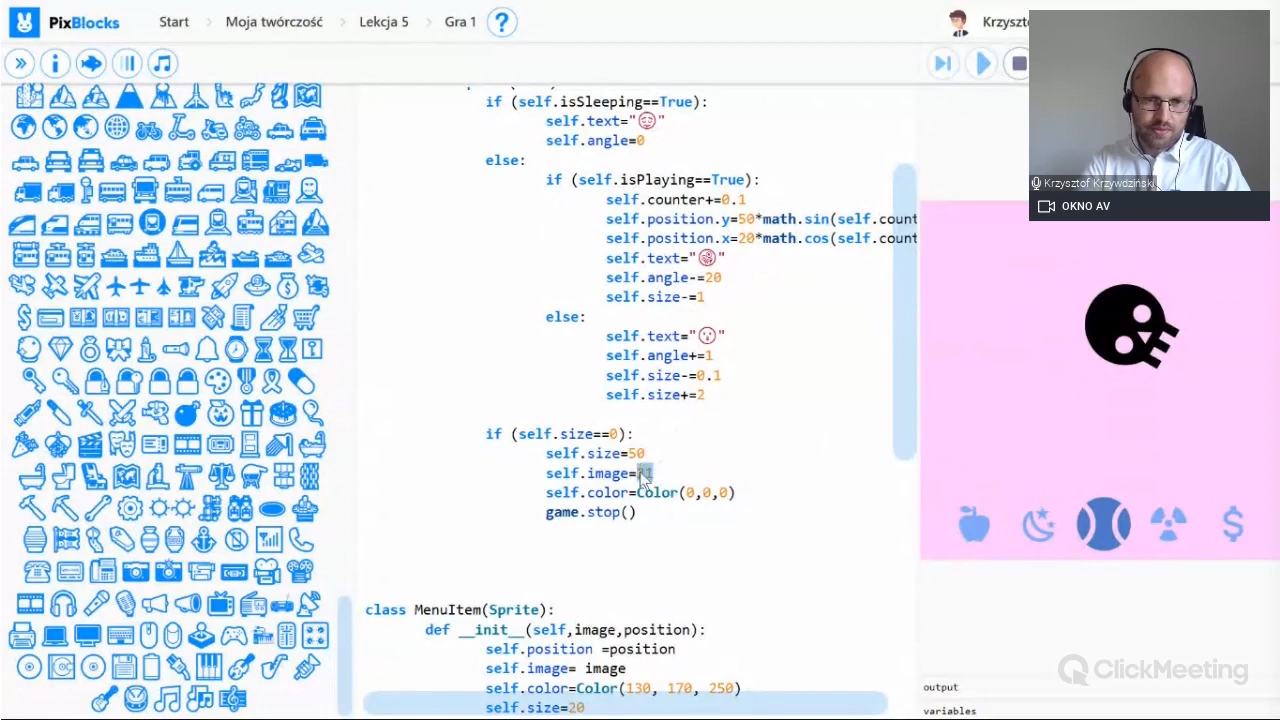 PixBlocks
Start
Moja twórczość
Lekcja 5
Gra 1
?
Krzyszto
if (self.isSleeping==True):
self.text="😌"
self.angle=0
else:
if (self.isPlaying==True):
self.counter+=0.1
self.position.y=50*math.sin(self.count
self.position.x=20*math.cos(self.count
self.text="😜"
self.angle-=20
self.size-=1
else:
self.text="😗"
self.angle+=1
self.size-=0.1
self.size+=2
if (self.size==0):
self.size=50
self.image=
self.color=Color(0,0,0)
game.stop()
class MenuItem(Sprite):
def __init__(self,image,position):
self.position =position
self.image= image
self.color=Color(130, 170, 250)
self.size=20
Krzysztof Krzywdziński
OKNO AV
output
variables
ClickMeeting